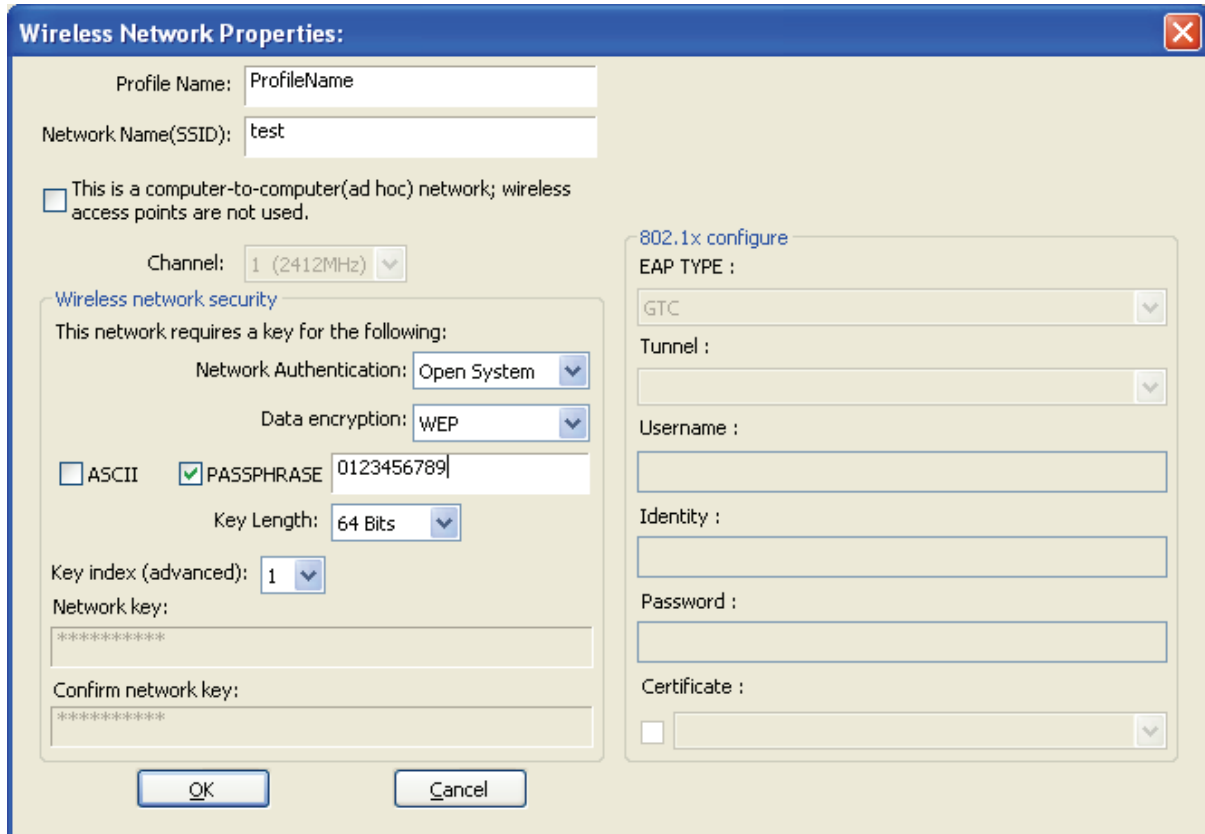 Wireless Network Properties:
Profile Name: ProfileName
Network Name(SSID): test
This is a computer-to-computer(ad hoc) network; wireless
access points are not used.
Channel: 1 (2412MHz)
Wireless network security
This network requires a key for the following:
Network Authentication: Open System
Data encryption: WEP
ASCII PASSPHRASE 0123456789
Key Length: 64 Bits
Key index (advanced): 1
Network key:
**********
Confirm network key:
**********
OK Cancel
802.1x configure
EAP TYPE :
GTC
Tunnel :
Username :
Identity :
Password :
Certificate :